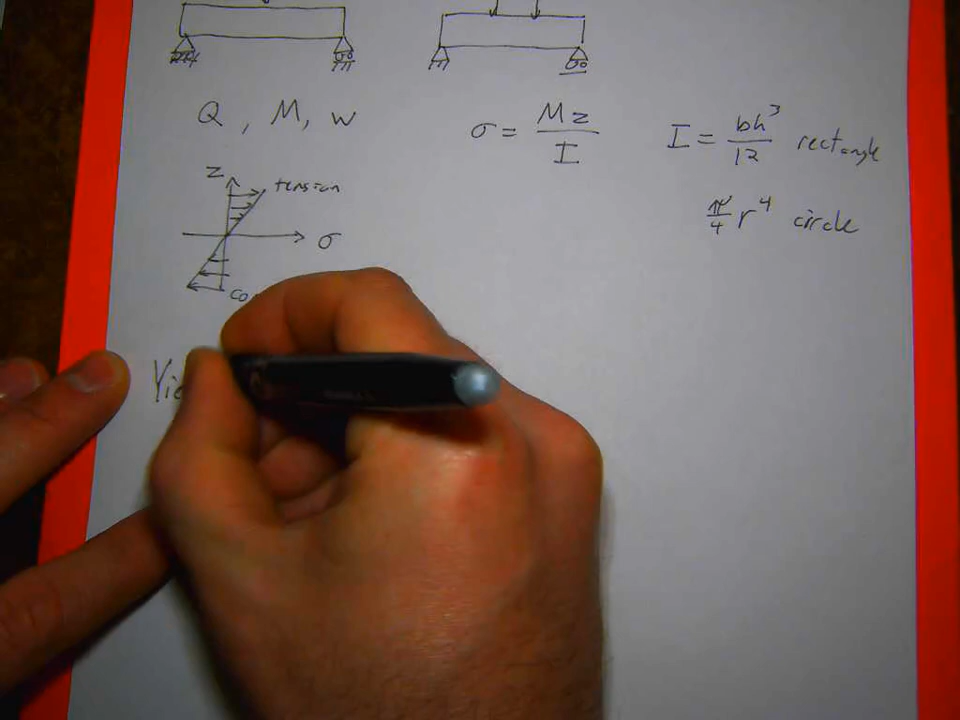 Q, M, w
σ = Mz/I
I = bh³/12 rectangle
π/4 r⁴ circle
z
tension
σ